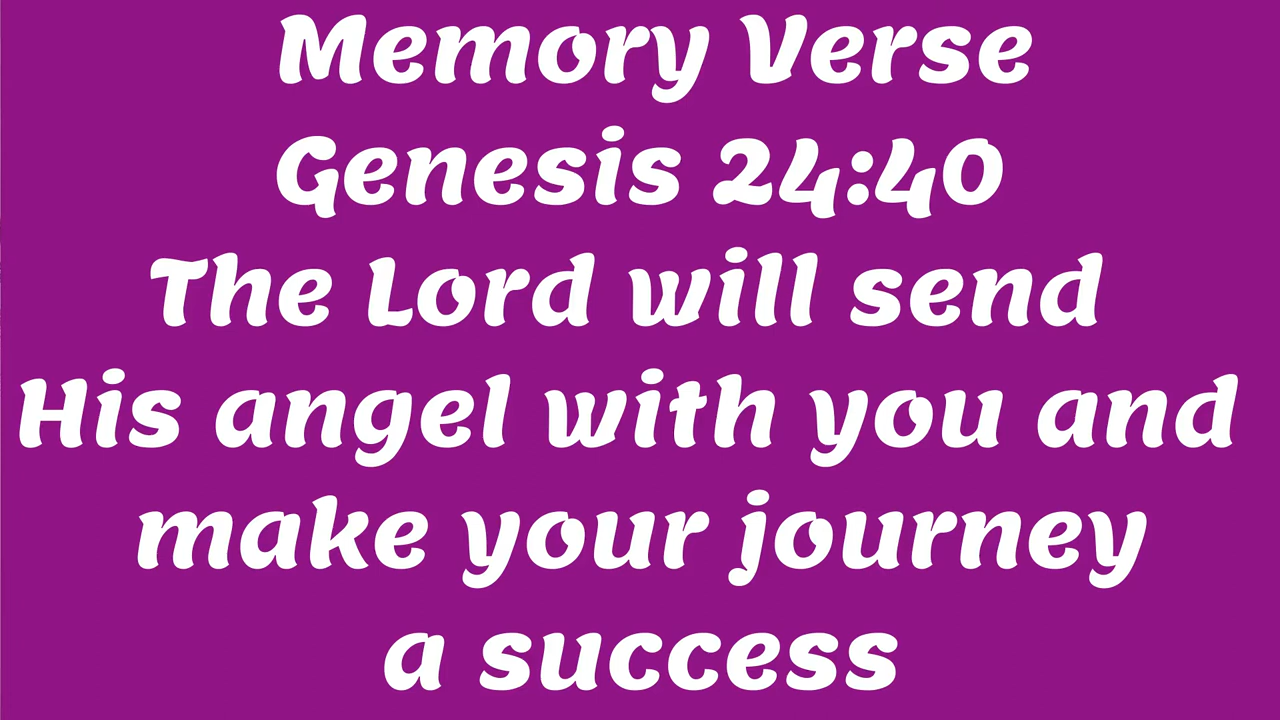 Memory Verse
Genesis 24:40
The Lord will send
His angel with you and
make your journey
a success